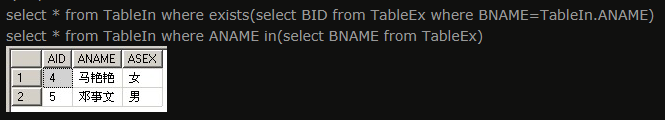 select * from TableIn where exists(select BID from TableEx where BNAME=TableIn.ANAME)
select * from TableIn where ANAME in(select BNAME from TableEx)
AID ANAME ASEX
1 4 马艳艳 女
2 5 邓事文 男